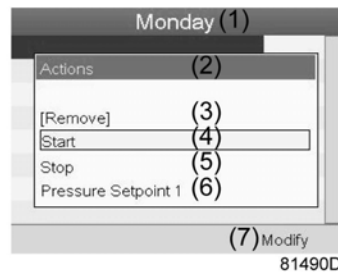 Monday (1)
Actions (2)
[Remove] (3)
Start (4)
Stop (5)
Pressure Setpoint 1 (6)
(7) Modify
81490D